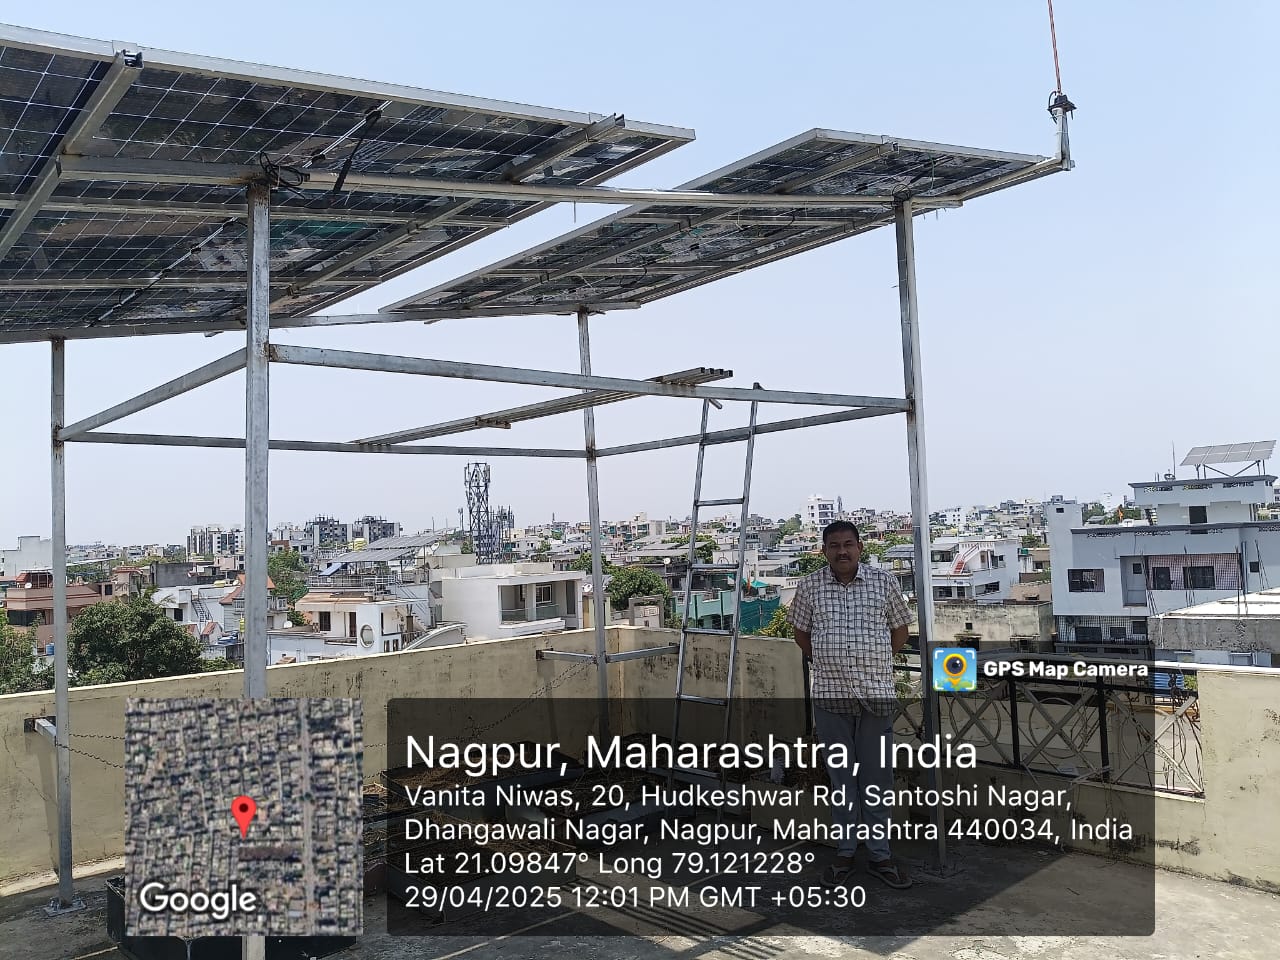 GPS Map Camera
Nagpur, Maharashtra, India
Vanita Niwas, 20, Hudkeshwar Rd, Santoshi Nagar,
Dhangawali Nagar, Nagpur, Maharashtra 440034, India
Lat 21.09847° Long 79.121228°
29/04/2025 12:01 PM GMT +05:30
Google